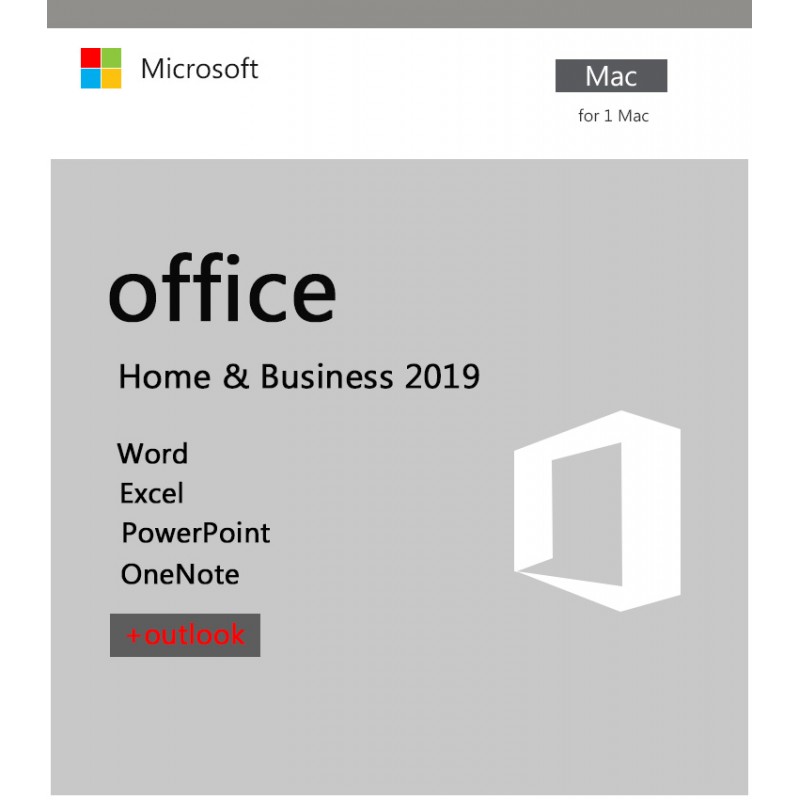 Microsoft
Mac
for 1 Mac
office
Home & Business 2019
Word
Excel
PowerPoint
OneNote
+outlook